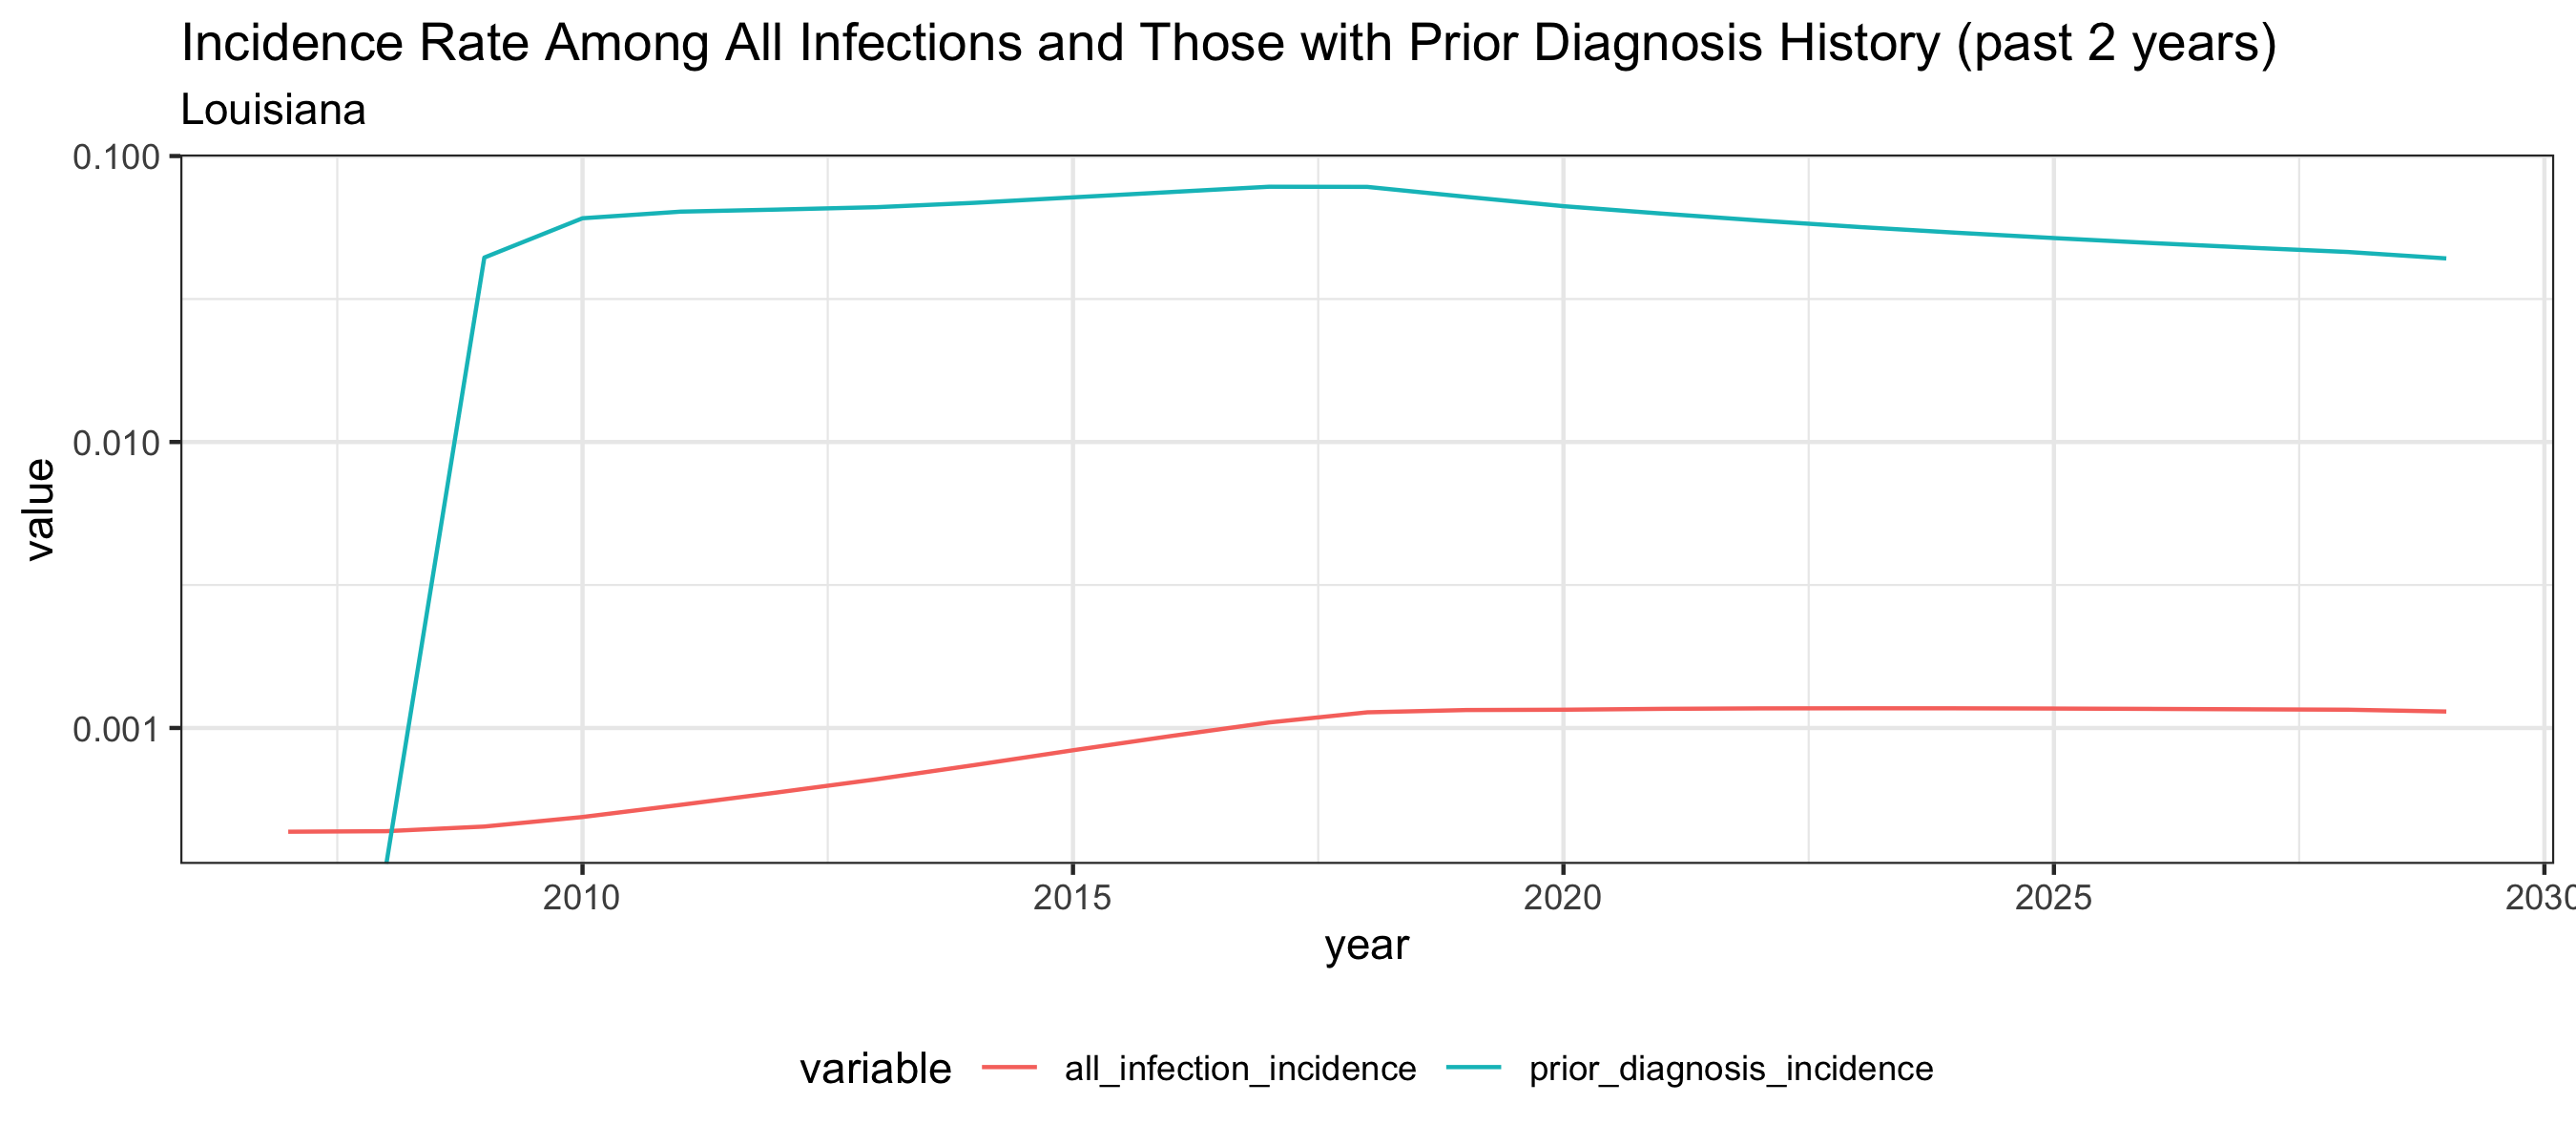 Incidence Rate Among All Infections and Those with Prior Diagnosis History (past 2 years)
Louisiana
0.100
0.010
0.001
value
2010 2015 2020 2025 2030
year
variable all_infection_incidence prior_diagnosis_incidence